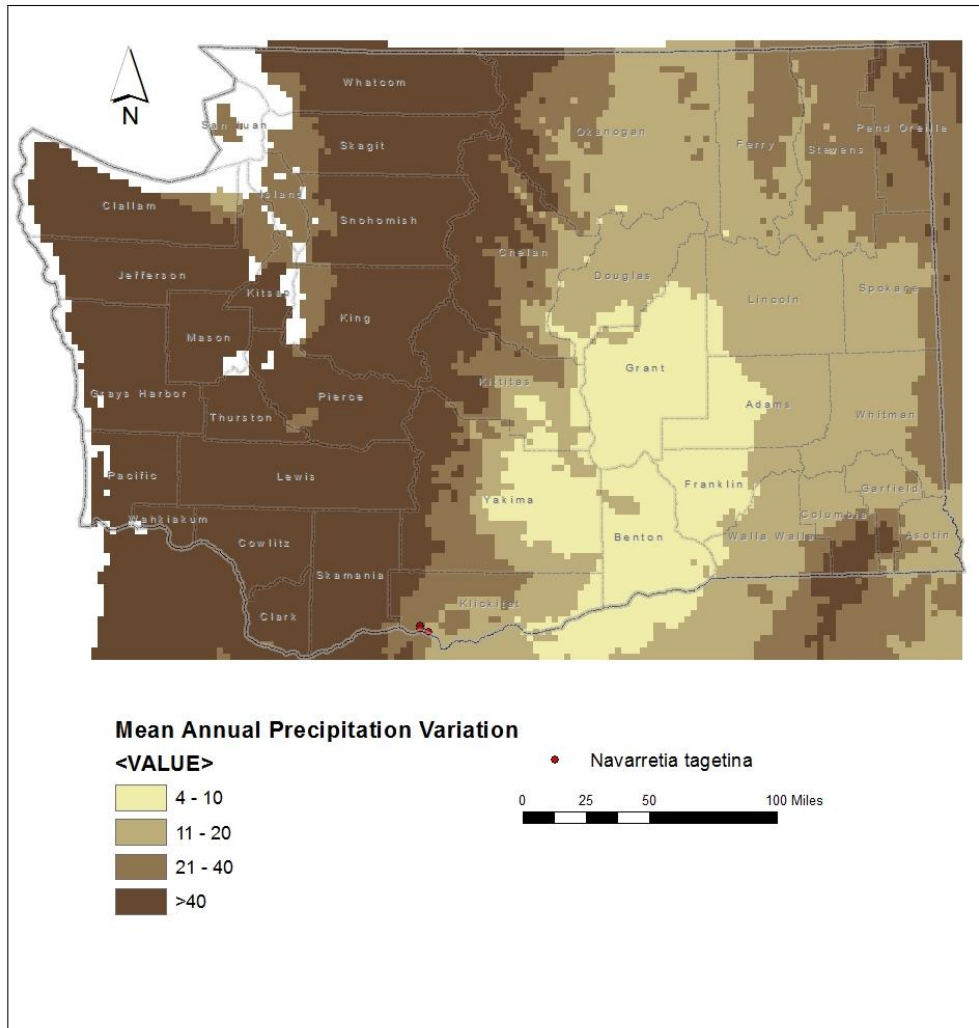 N
Whatcom
San Juan
Skagit
Okanogan
Ferry
Stevens
Pend Oreille
Island
Clallam
Snohomish
Chelan
Jefferson
Kitsap
Douglas
Lincoln
Spokane
King
Mason
Grant
Kittitas
Grays Harbor
Pierce
Adams
Thurston
Whitman
Pacific
Lewis
Yakima
Franklin
Garfield
Wahkiakum
Columbia
Cowlitz
Benton
Walla Walla
Asotin
Skamania
Klickitat
Clark
Mean Annual Precipitation Variation
<VALUE>
Navarretia tagetina
4 - 10
0 25 50 100 Miles
11 - 20
21 - 40
>40